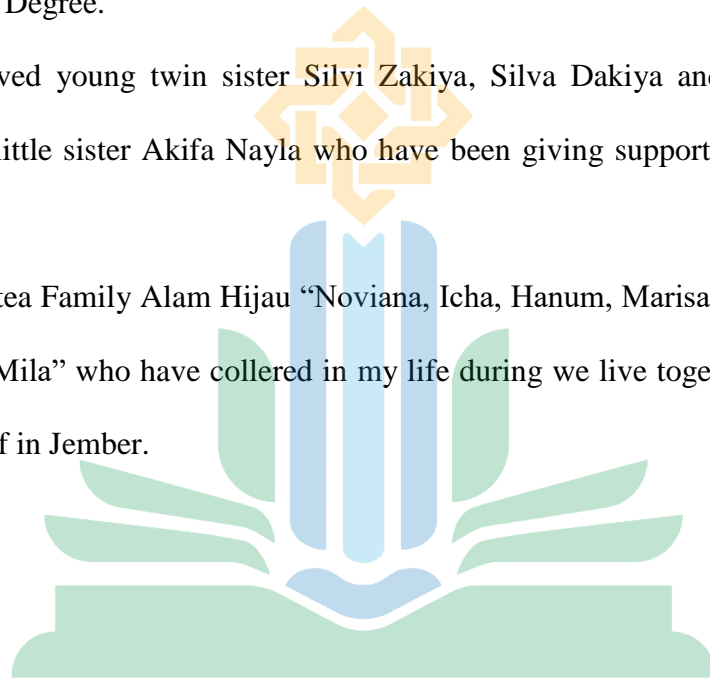 Degree.
ved young twin sister Silvi Zakiya, Silva Dakiya and
little sister Akifa Nayla who have been giving support
tea Family Alam Hijau “Noviana, Icha, Hanum, Marisa
Mila” who have collered in my life during we live toge
f in Jember.